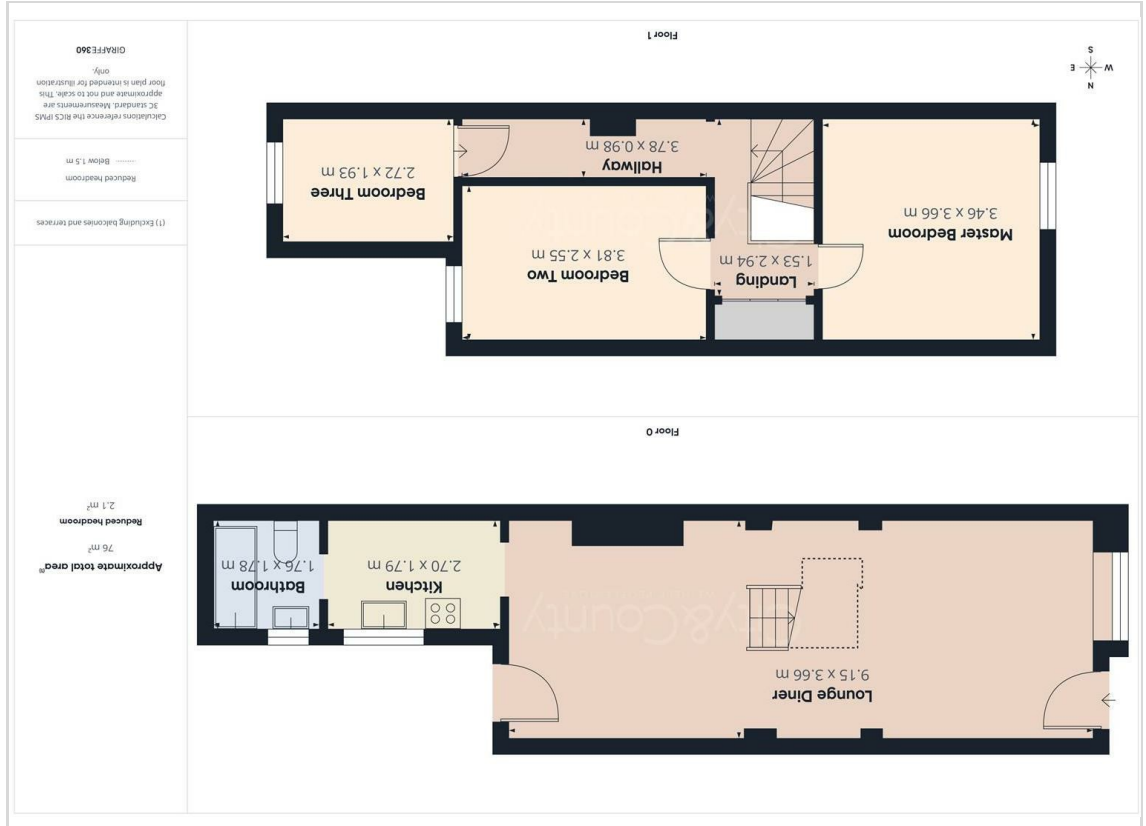 Lounge Diner
9.15 x 3.66 m
City&County
Kitchen
2.70 x 1.79 m
Bathroom
1.76 x 1.78 m
Floor 0
Landing
1.53 x 2.94 m
Bedroom Two
3.81 x 2.55 m
Master Bedroom
3.46 x 3.66 m
Bedroom Three
2.72 x 1.93 m
Hallway
3.78 x 0.98 m
N
W E
S
Floor 1
Approximate total area⁽¹⁾
76 m²
Reduced headroom
2.1 m²
(1) Excluding balconies and terraces
Reduced headroom
Below 1.5 m
Calculations reference the RICS IPMS
3C standard. Measurements are
approximate and not to scale. This
floor plan is intended for illustration
only.
GIRAFFE360